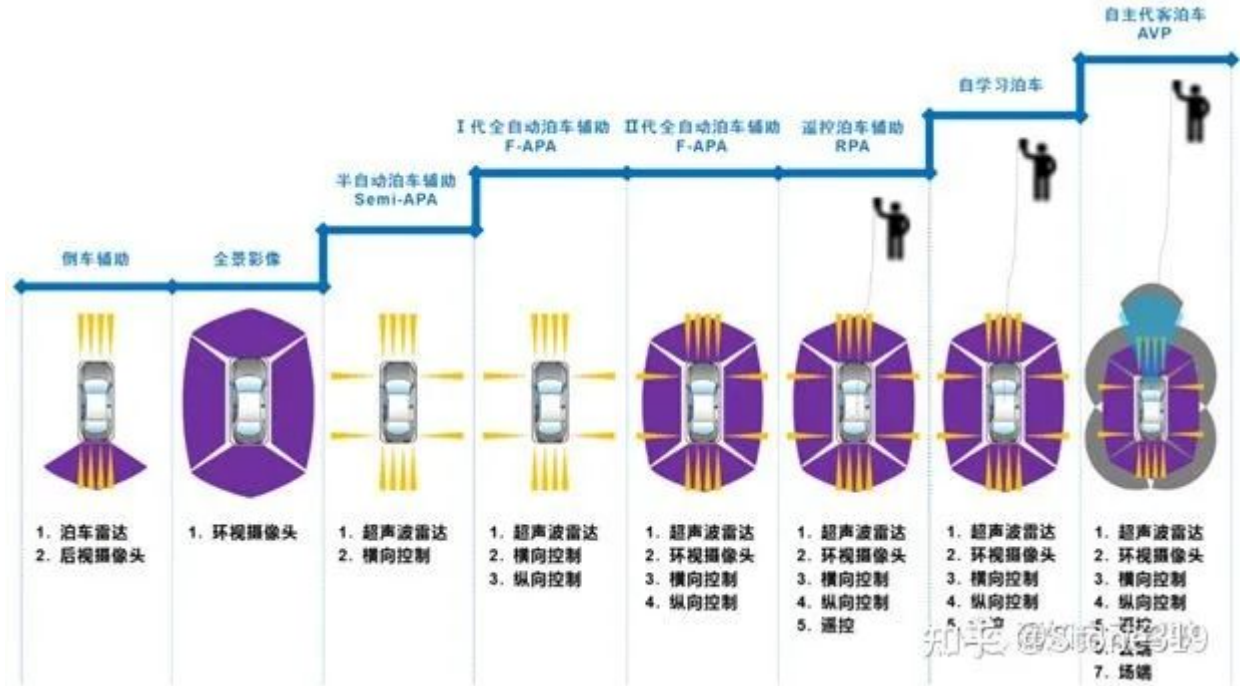 自主代客泊车
AVP
自学习泊车
I代全自动泊车辅助
F-APA
II代全自动泊车辅助
F-APA
遥控泊车辅助
RPA
半自动泊车辅助
Semi-APA
倒车辅助
全景影像
1. 泊车雷达
2. 后视摄像头
1. 环视摄像头
1. 超声波雷达
2. 横向控制
1. 超声波雷达
2. 横向控制
3. 纵向控制
1. 超声波雷达
2. 环视摄像头
3. 横向控制
4. 纵向控制
1. 超声波雷达
2. 环视摄像头
3. 横向控制
4. 纵向控制
5. 遥控
1. 超声波雷达
2. 环视摄像头
3. 横向控制
4. 纵向控制
5.
1. 超声波雷达
2. 环视摄像头
3. 横向控制
4. 纵向控制
5. 遥控
6. 云端
7. 场端
知乎 @Stone319